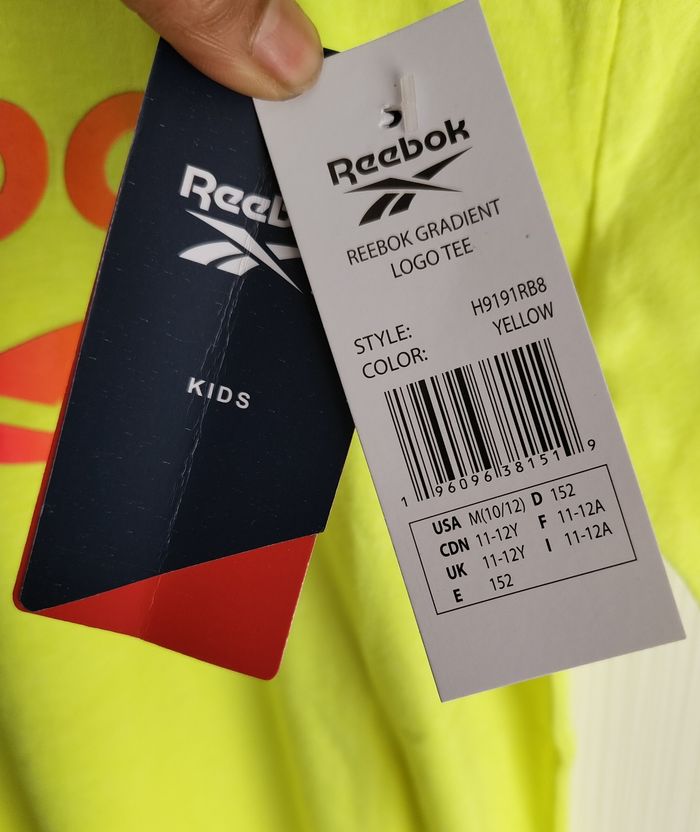 Reeb
KIDS
Reebok
REEBOK GRADIENT
LOGO TEE
STYLE: H9191RB8
COLOR: YELLOW
1 96096 38151 9
USA M(10/12) D 152
CDN 11-12Y F 11-12A
UK 11-12Y I 11-12A
E 152